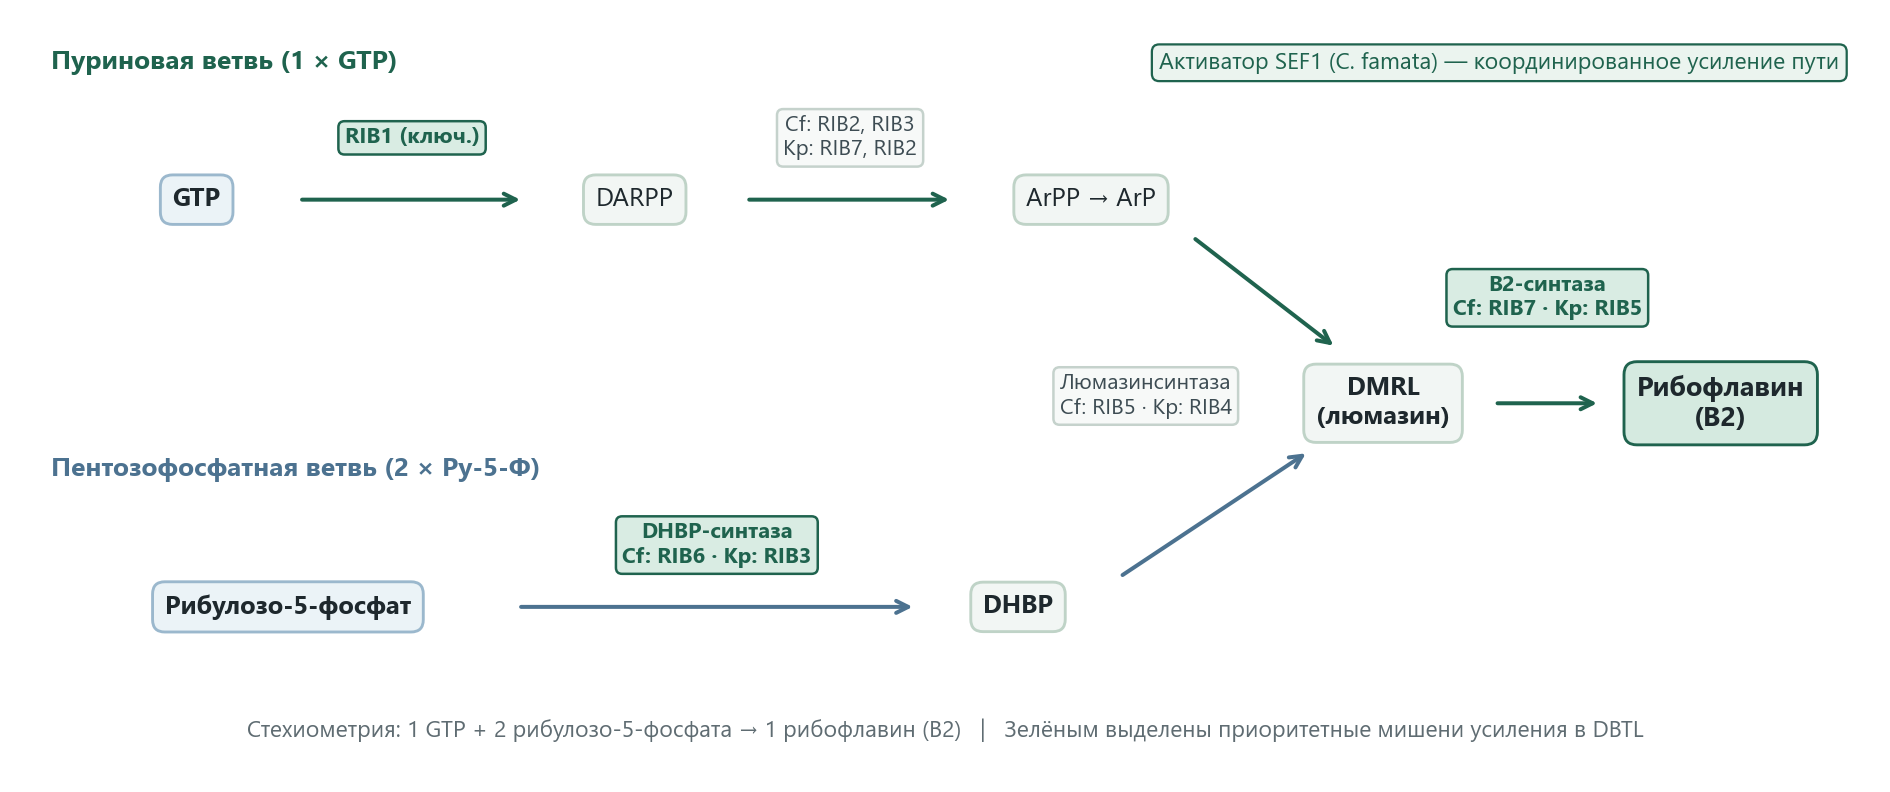 Пуриновая ветвь (1 × GTP)
Активатор SEF1 (C. famata) — координированное усиление пути
RIB1 (ключ.)
Cf: RIB2, RIB3
Kp: RIB7, RIB2
GTP
DARPP
ArPP → ArP
B2-синтаза
Cf: RIB7 · Kp: RIB5
Люмазинсинтаза
Cf: RIB5 · Kp: RIB4
DMRL
(люмазин)
Рибофлавин
(B2)
Пентозофосфатная ветвь (2 × Ру-5-Ф)
DHBP-синтаза
Cf: RIB6 · Kp: RIB3
Рибулозо-5-фосфат
DHBP
Стехиометрия: 1 GTP + 2 рибулозо-5-фосфата → 1 рибофлавин (B2) | Зелёным выделены приоритетные мишени усиления в DBTL